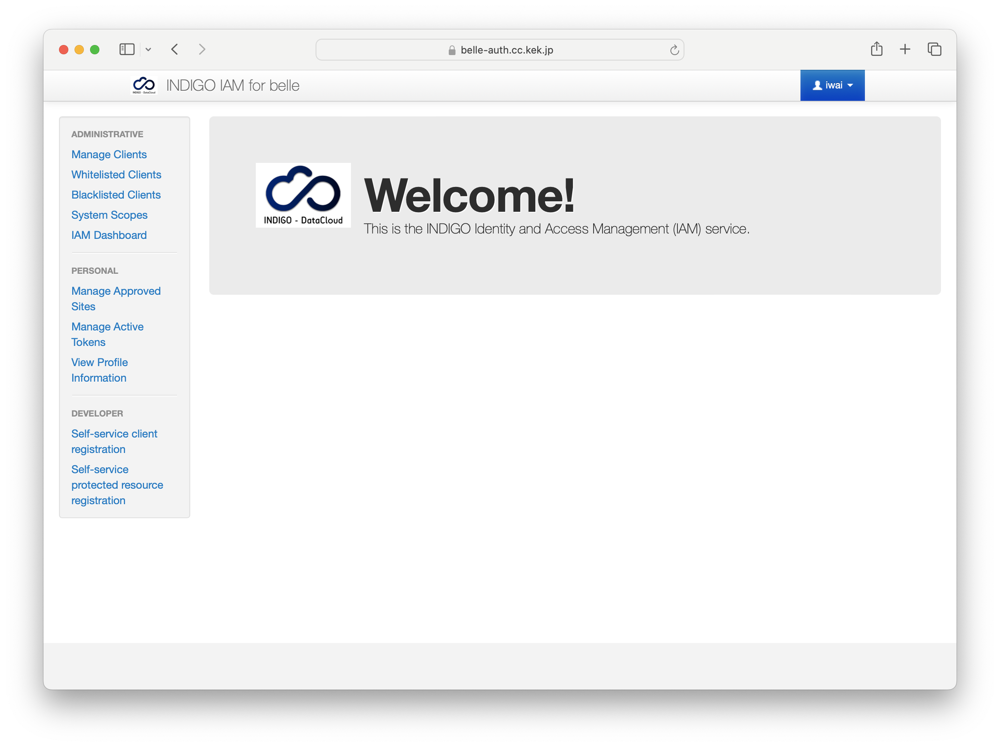 belle-auth.cc.kek.jp
INDIGO - DataCloud
INDIGO IAM for belle
iwai
ADMINISTRATIVE
Manage Clients
Whitelisted Clients
Blacklisted Clients
System Scopes
IAM Dashboard
PERSONAL
Manage Approved
Sites
Manage Active
Tokens
View Profile
Information
DEVELOPER
Self-service client
registration
Self-service
protected resource
registration
INDIGO - DataCloud
Welcome!
This is the INDIGO Identity and Access Management (IAM) service.